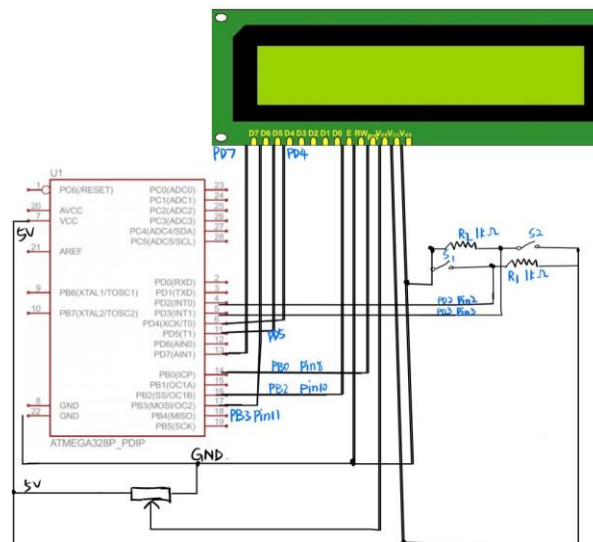 D7 D6 D5 D4 D3 D2 D1 D0 E RW RS VEE VCC VSS
PD7
PD4
U1
1
PC6(/RESET)
20
AVCC
7
VCC
5V
21
AREF
9
PB6(XTAL1/TOSC1)
10
PB7(XTAL2/TOSC2)
8
GND
22
GND
PC0(ADC0)
23
PC1(ADC1)
24
PC2(ADC2)
25
PC3(ADC3)
26
PC4(ADC4/SDA)
27
PC5(ADC5/SCL)
28
PD0(RXD)
2
PD1(TXD)
3
PD2(INT0)
4
PD3(INT1)
5
PD4(XCK/T0)
6
PD5(T1)
11
PD6(AIN0)
12
PD7(AIN1)
13
PB0(ICP)
14
PB1(OC1A)
15
PB2(SS/OC1B)
16
PB3(MOSI/OC2)
17
PB4(MISO)
18
PB5(SCK)
19
ATMEGA328P_PDIP
PD5
PB0 Pin8
PB2 Pin10
PB3 Pin11
R2 1kΩ
S2
S1
R1 1kΩ
PD2 Pin2
PD3 Pin3
GND.
5V